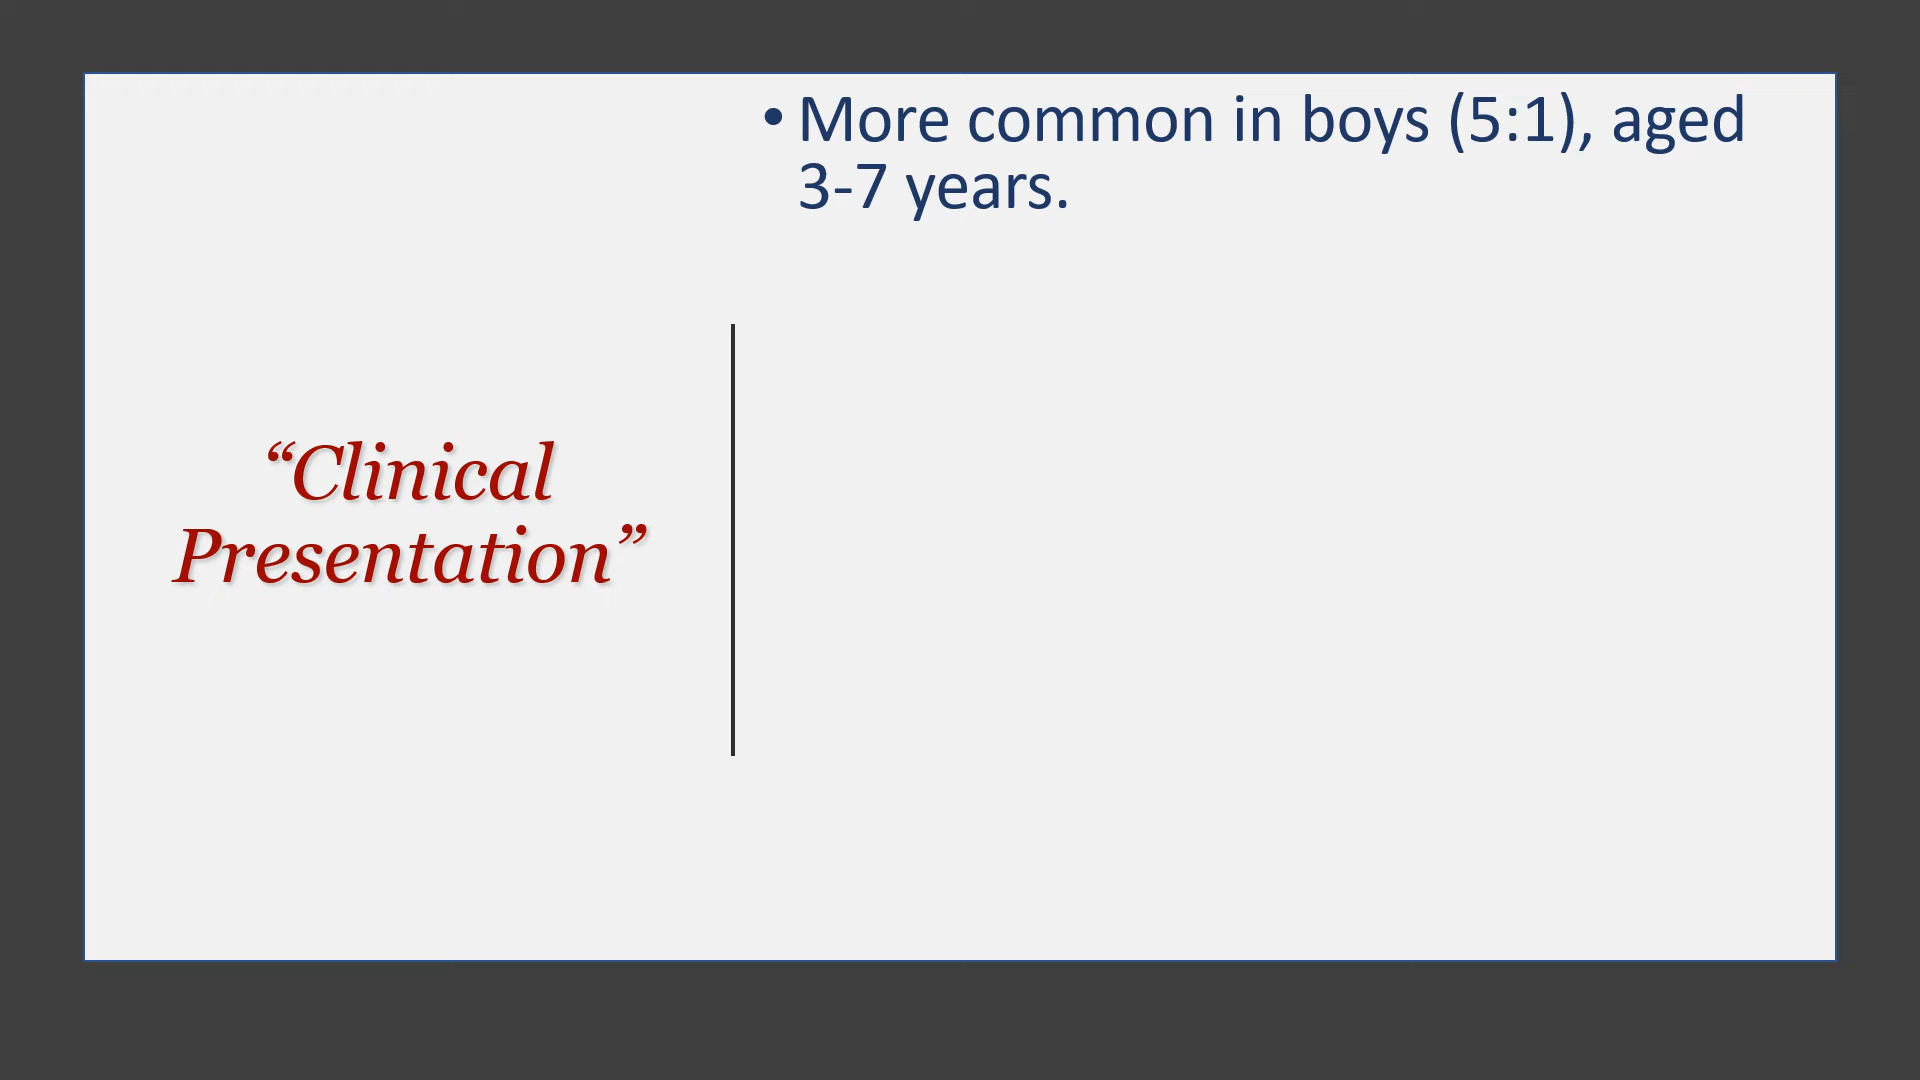 “Clinical
Presentation”
• More common in boys (5:1), aged
3-7 years.